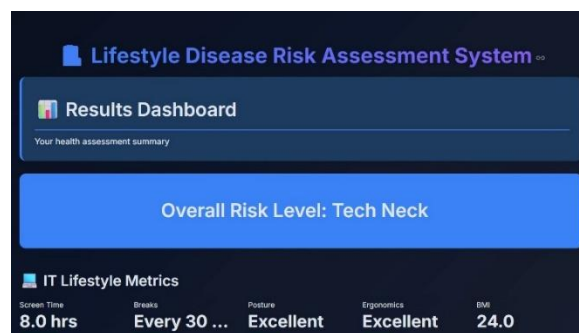 Lifestyle Disease Risk Assessment System
Results Dashboard
Your health assessment summary
Overall Risk Level: Tech Neck
IT Lifestyle Metrics
Screen Time Breaks Posture Ergonomics BMI
8.0 hrs Every 30 ... Excellent Excellent 24.0